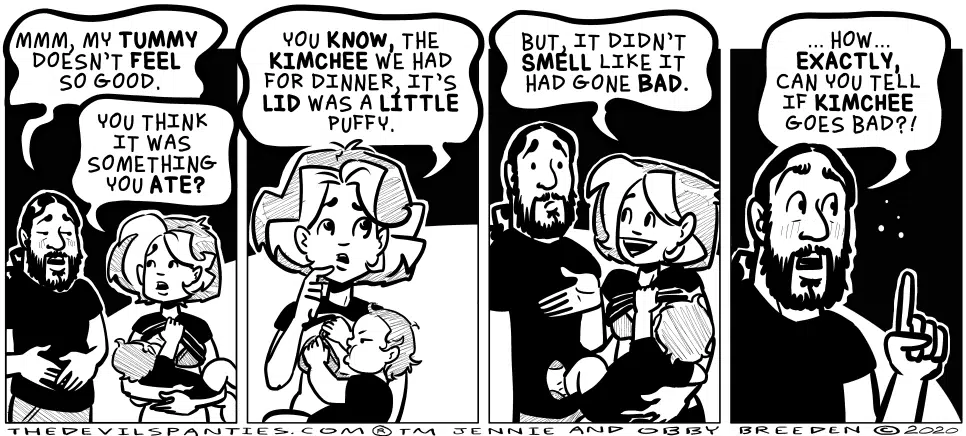 MMM, MY TUMMY
DOESN'T FEEL
SO GOOD.
YOU THINK
IT WAS
SOMETHING
YOU ATE?
YOU KNOW, THE
KIMCHEE WE HAD
FOR DINNER, IT'S
LID WAS A LITTLE
PUFFY.
BUT, IT DIDN'T
SMELL LIKE IT
HAD GONE BAD.
... HOW...
EXACTLY,
CAN YOU TELL
IF KIMCHEE
GOES BAD?!
THEDEVILSPANTIES.COM ® TM JENNIE AND OBBY BREEDEN © 2020